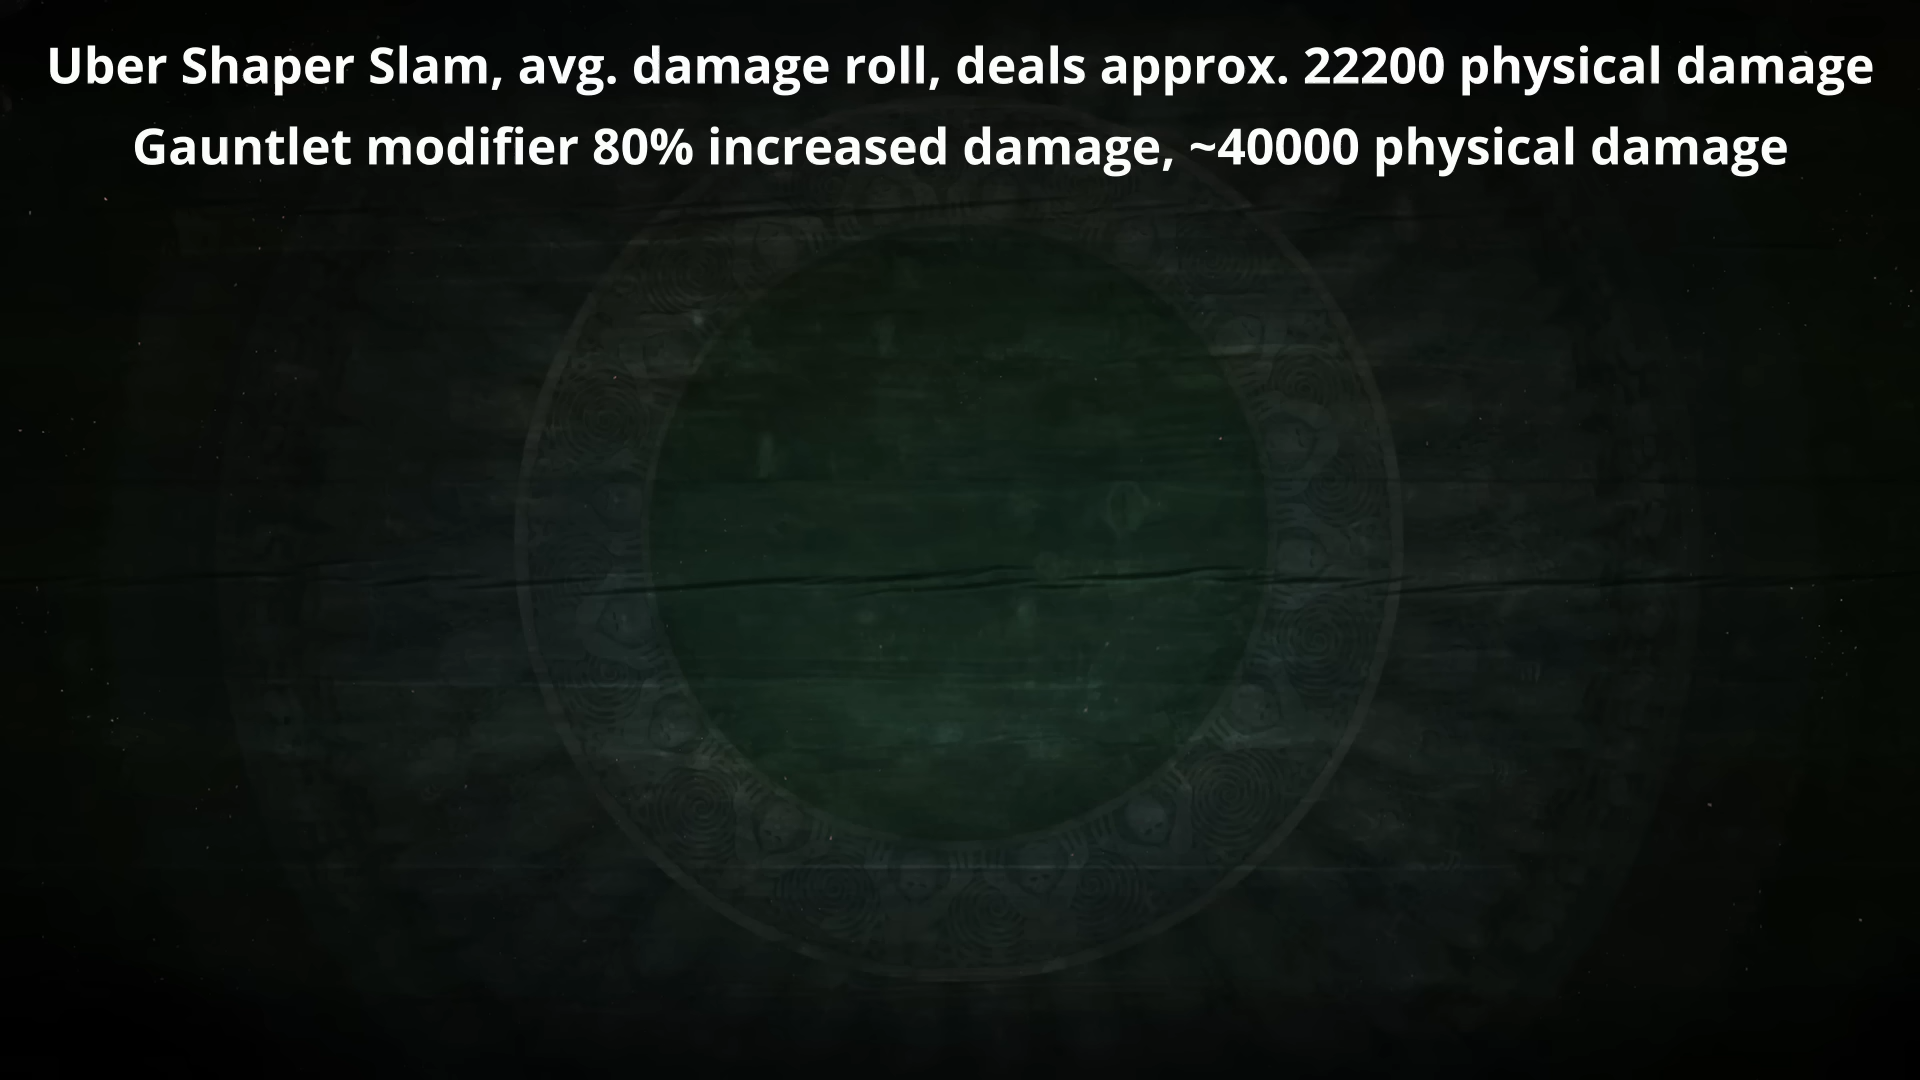 Uber Shaper Slam, avg. damage roll, deals approx. 22200 physical damage
Gauntlet modifier 80% increased damage, ~40000 physical damage